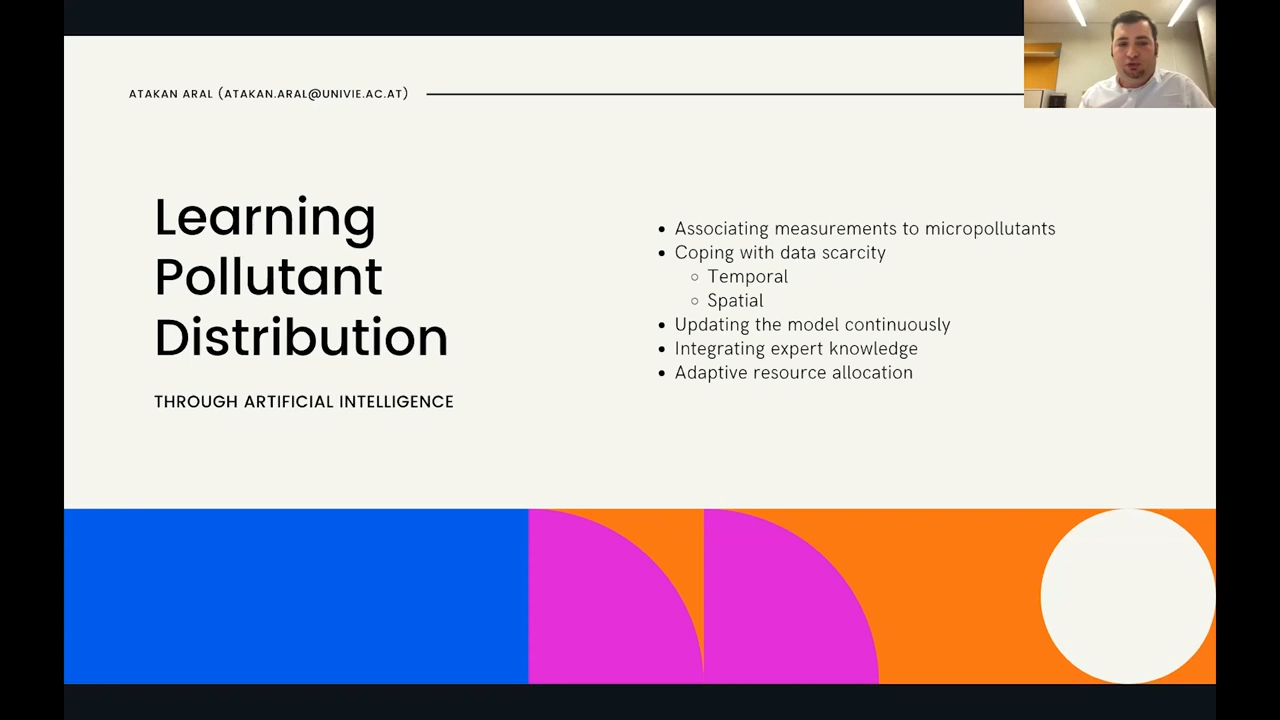 ATAKAN ARAL (ATAKAN.ARAL@UNIVIE.AC.AT)
Learning
Pollutant
Distribution
THROUGH ARTIFICIAL INTELLIGENCE
• Associating measurements to micropollutants
• Coping with data scarcity
◦ Temporal
◦ Spatial
• Updating the model continuously
• Integrating expert knowledge
• Adaptive resource allocation